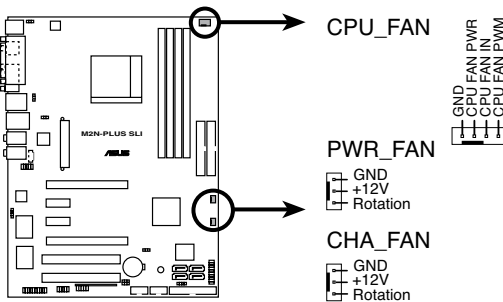 CPU_FAN
GND
CPU FAN PWR
CPU FAN IN
CPU FAN PWM
M2N-PLUS SLI
ASUS
PWR_FAN
GND
+12V
Rotation
CHA_FAN
GND
+12V
Rotation